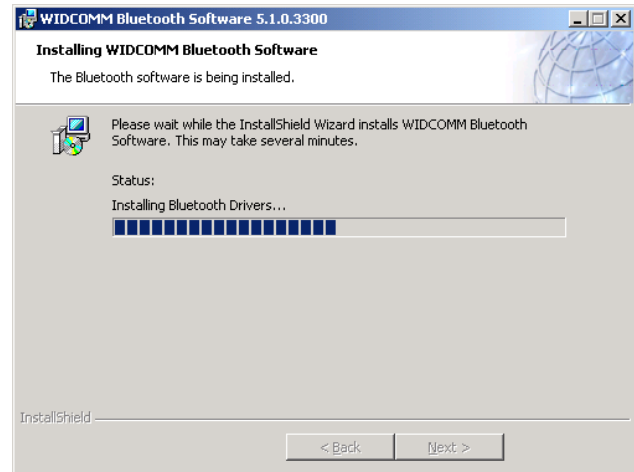 WIDCOMM Bluetooth Software 5.1.0.3300
Installing WIDCOMM Bluetooth Software
The Bluetooth software is being installed.
Please wait while the InstallShield Wizard installs WIDCOMM Bluetooth
Software. This may take several minutes.
Status:
Installing Bluetooth Drivers...
InstallShield
< Back Next >